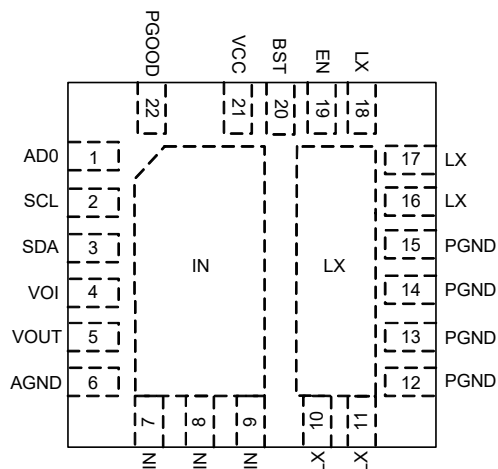 PGOOD VCC BST EN LX
22 21 20 19 18
AD0 1
SCL 2
SDA 3
VOI 4
VOUT 5
AGND 6
IN
LX
17 LX
16 LX
15 PGND
14 PGND
13 PGND
12 PGND
7 8 9 10 11
IN IN IN LX LX